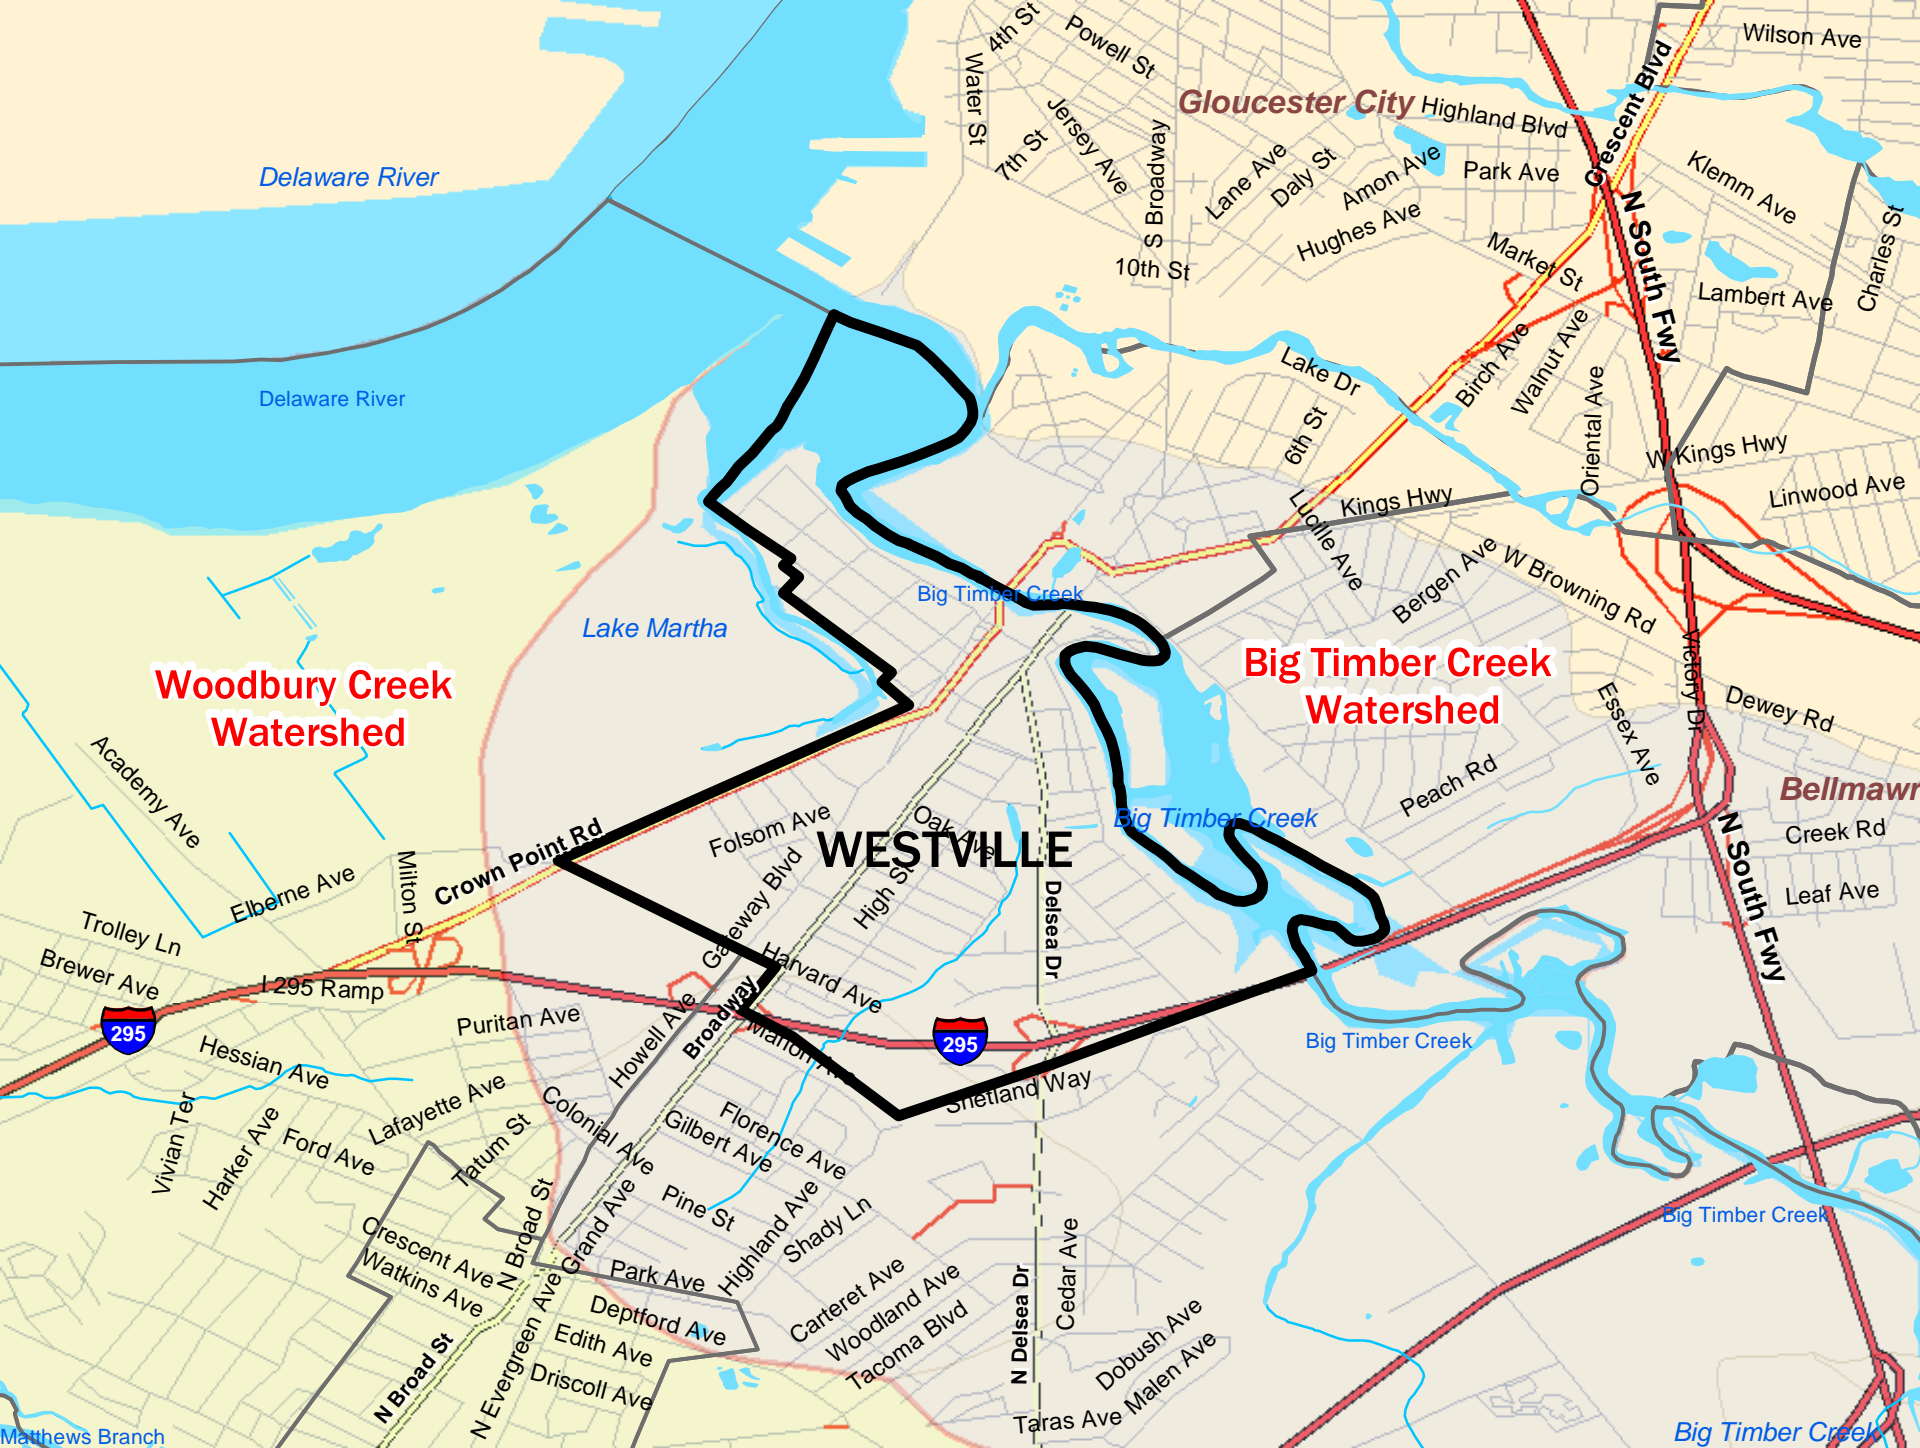 4th St
Powell St
Wilson Ave
Crescent Blvd
Water St
Gloucester City
Highland Blvd
Jersey Ave
7th St
S Broadway
Lane Ave
Daly St
Amon Ave
Park Ave
Klemm Ave
Delaware River
Hughes Ave
N South Fwy
Charles St
10th St
Market St
Lambert Ave
Delaware River
Lake Dr
Birch Ave
Walnut Ave
Oriental Ave
6th St
W Kings Hwy
Linwood Ave
Kings Hwy
Lucille Ave
Bergen Ave
W Browning Rd
Big Timber Creek
Lake Martha
Woodbury Creek
Watershed
Big Timber Creek
Watershed
Victory Dr
Essex Ave
Dewey Rd
Academy Ave
Peach Rd
Bellmawr
Folsom Ave
Oak Ave
Big Timber Creek
Creek Rd
Crown Point Rd
WESTVILLE
N South Fwy
Milton St
Elberne Ave
Gateway Blvd
High St
Delsea Dr
Leaf Ave
Trolley Ln
Brewer Ave
I 295 Ramp
Harvard Ave
295
Puritan Ave
Howell Ave
Broadway
Marion Ave
295
Big Timber Creek
Hessian Ave
Shetland Way
Vivian Ter
Harker Ave
Lafayette Ave
Ford Ave
Tatum St
Colonial Ave
Florence Ave
Gilbert Ave
Pine St
Highland Ave
Shady Ln
Big Timber Creek
Crescent Ave
Watkins Ave
N Broad St
Grand Ave
Park Ave
Cedar Ave
N Delsea Dr
Carteret Ave
Woodland Ave
Tacoma Blvd
Deptford Ave
Edith Ave
Driscoll Ave
N Broad St
N Evergreen Ave
Dobush Ave
Malen Ave
Taras Ave
Matthews Branch
Big Timber Creek